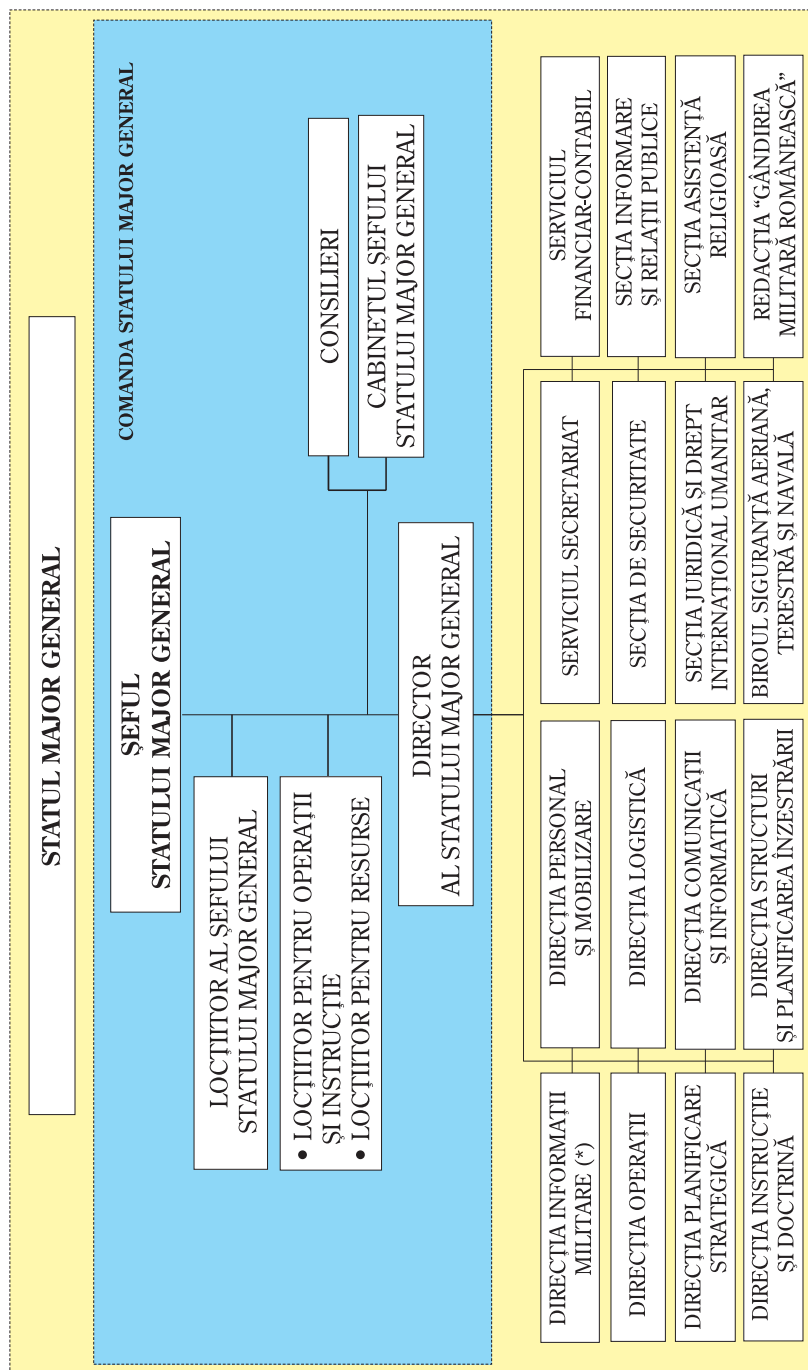 STATUL MAJOR GENERAL
COMANDA STATULUI MAJOR GENERAL
ŞEFUL
STATULUI MAJOR GENERAL
LOCŢIITOR AL ŞEFULUI
STATULUI MAJOR GENERAL
• LOCŢIITOR PENTRU OPERAŢII
ŞI INSTRUCŢIE
• LOCŢIITOR PENTRU RESURSE
CONSILIERI
CABINETUL ŞEFULUI
STATULUI MAJOR GENERAL
DIRECTOR
AL STATULUI MAJOR GENERAL
DIRECŢIA INFORMAŢII
MILITARE (*)
DIRECŢIA OPERAŢII
DIRECŢIA PLANIFICARE
STRATEGICĂ
DIRECŢIA INSTRUCŢIE
ŞI DOCTRINĂ
DIRECŢIA PERSONAL
ŞI MOBILIZARE
DIRECŢIA LOGISTICĂ
DIRECŢIA COMUNICAŢII
ŞI INFORMATICĂ
DIRECŢIA STRUCTURI
ŞI PLANIFICAREA ÎNZESTRĂRII
SERVICIUL SECRETARIAT
SECŢIA DE SECURITATE
SECŢIA JURIDICĂ ŞI DREPT
INTERNAŢIONAL UMANITAR
BIROUL SIGURANŢĂ AERIANĂ,
TERESTRĂ ŞI NAVALĂ
SERVICIUL
FINANCIAR-CONTABIL
SECŢIA INFORMARE
ŞI RELAŢII PUBLICE
SECŢIA ASISTENŢĂ
RELIGIOASĂ
REDACŢIA “GÂNDIREA
MILITARĂ ROMÂNEASCĂ”